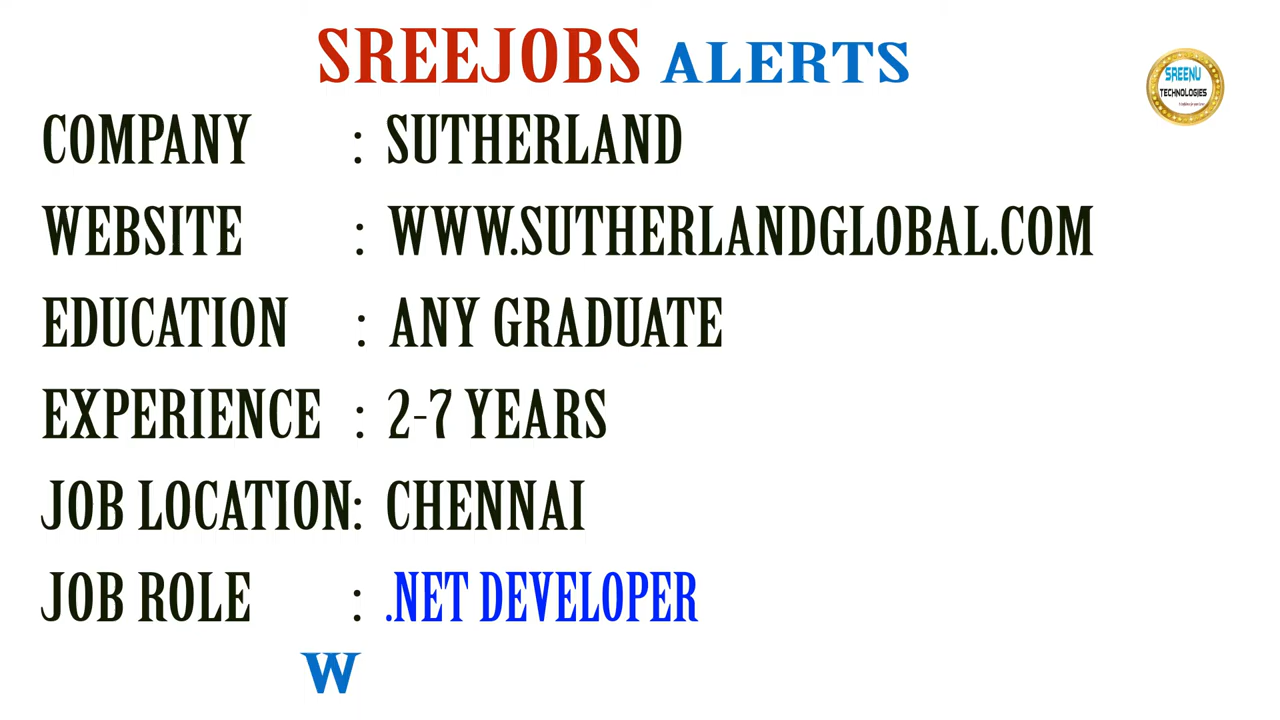 SREEJOBS ALERTS
SREENU
TECHNOLOGIES
COMPANY : SUTHERLAND
WEBSITE : WWW.SUTHERLANDGLOBAL.COM
EDUCATION : ANY GRADUATE
EXPERIENCE : 2-7 YEARS
JOB LOCATION: CHENNAI
JOB ROLE : .NET DEVELOPER
W